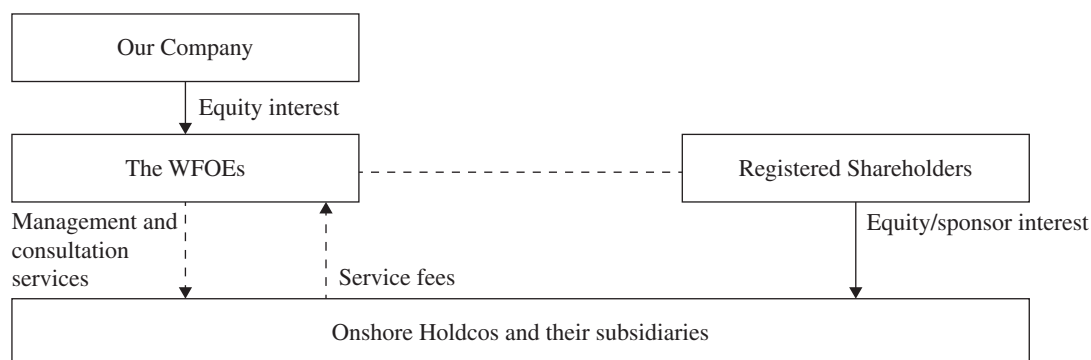 Our Company
Equity interest
The WFOEs
Registered Shareholders
Management and
consultation
services
Service fees
Equity/sponsor interest
Onshore Holdcos and their subsidiaries